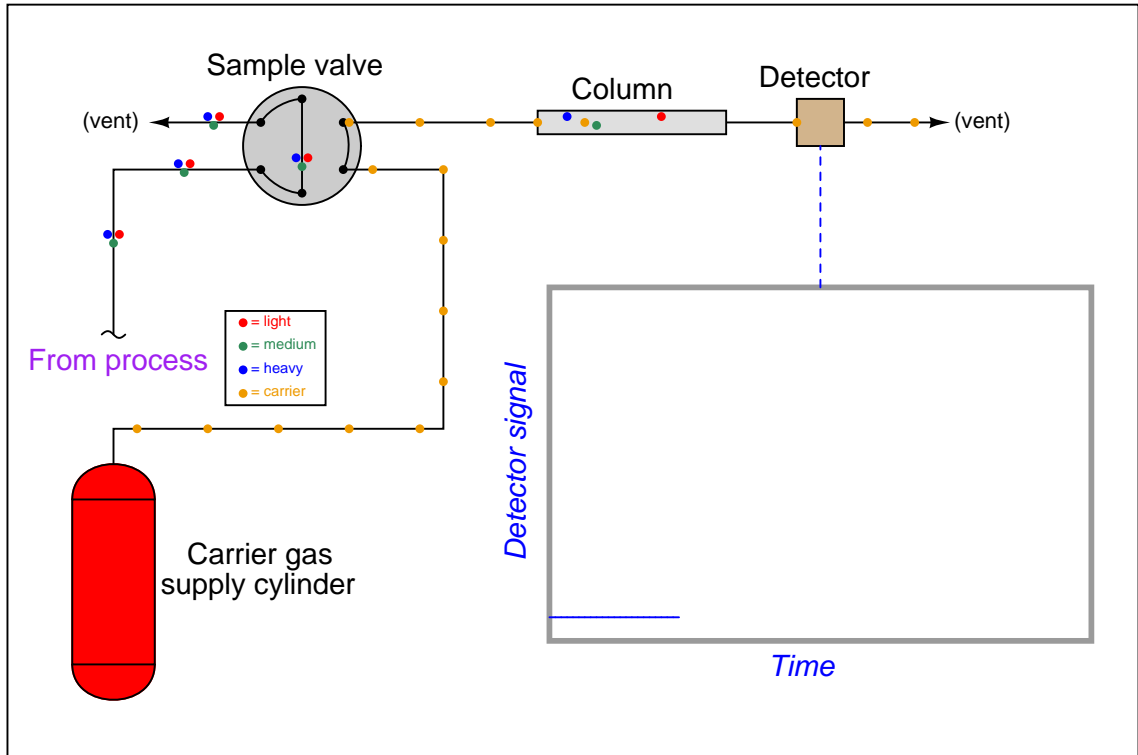 Sample valve
Column
Detector
(vent)
(vent)
= light
= medium
= heavy
= carrier
From process
Detector signal
Carrier gas
supply cylinder
Time